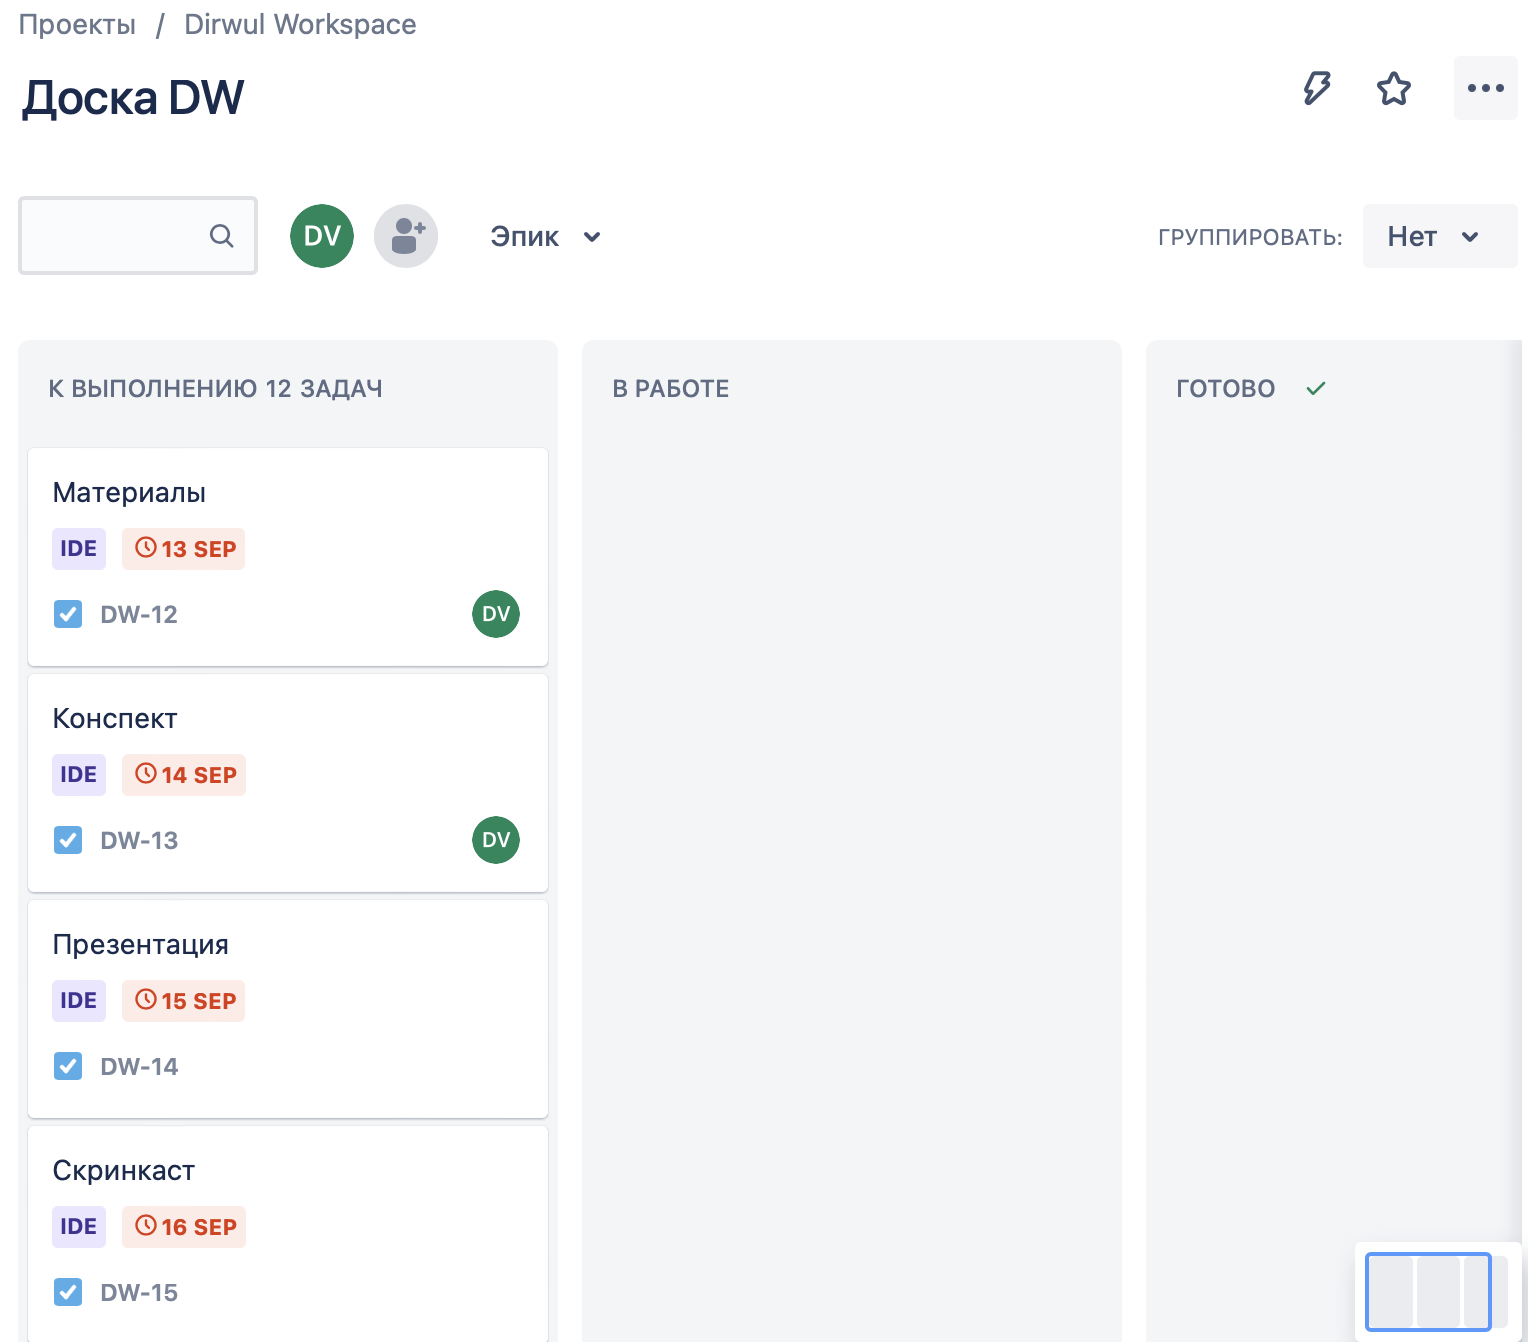 Проекты / Dirwul Workspace
Доска DW
DV
Эпик
ГРУППИРОВАТЬ:
Нет
К ВЫПОЛНЕНИЮ 12 ЗАДАЧ
Материалы
IDE 13 SEP
DW-12
DV
Конспект
IDE 14 SEP
DW-13
DV
Презентация
IDE 15 SEP
DW-14
Скринкаст
IDE 16 SEP
DW-15
В РАБОТЕ
ГОТОВО